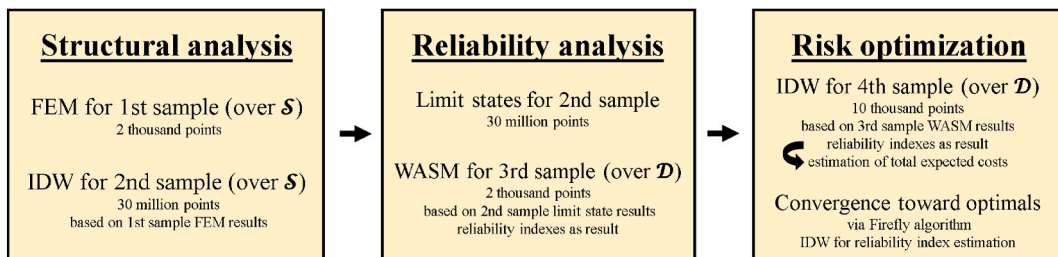 Structural analysis
FEM for 1st sample (over 𝓢)
2 thousand points
IDW for 2nd sample (over 𝓢)
30 million points
based on 1st sample FEM results
Reliability analysis
Limit states for 2nd sample
30 million points
WASM for 3rd sample (over 𝓓)
2 thousand points
based on 2nd sample limit state results
reliability indexes as result
Risk optimization
IDW for 4th sample (over 𝓓)
10 thousand points
based on 3rd sample WASM results
reliability indexes as result
estimation of total expected costs
Convergence toward optimals
via Firefly algorithm
IDW for reliability index estimation